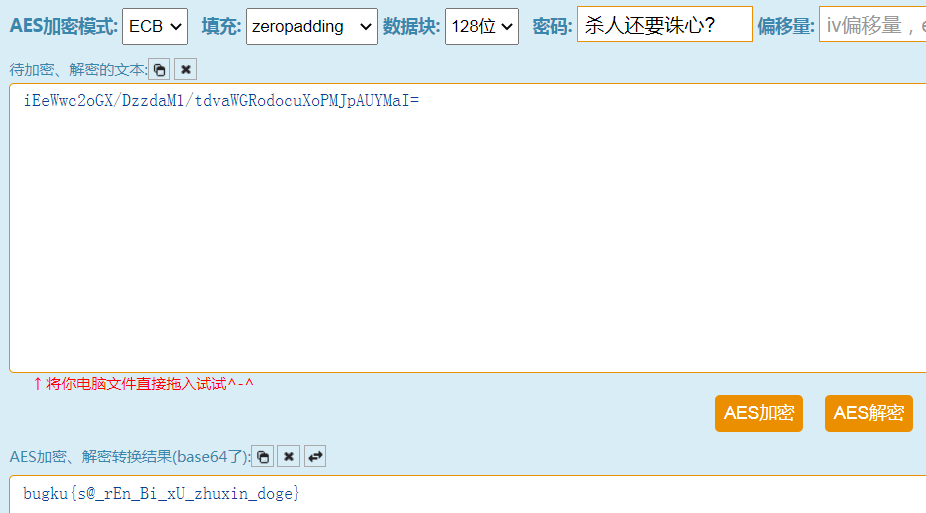 AES加密模式: ECB 填充: zeropadding 数据块: 128位 密码: 杀人还要诛心? 偏移量: iv偏移量，
待加密、解密的文本:
iEeWwc2oGX/DzzdaM1/tdvaWGRodocuXoPMJpAUYMaI=
↑将你电脑文件直接拖入试试^-^
AES加密 AES解密
AES加密、解密转换结果(base64了):
bugku{s@_rEn_Bi_xU_zhuxin_doge}